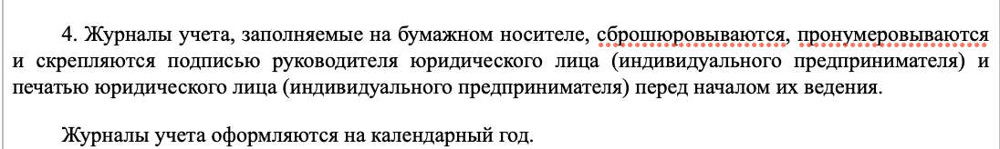 4. Журналы учета, заполняемые на бумажном носителе, сброшюровываются, пронумеровываются
и скрепляются подписью руководителя юридического лица (индивидуального предпринимателя) и
печатью юридического лица (индивидуального предпринимателя) перед началом их ведения.
Журналы учета оформляются на календарный год.